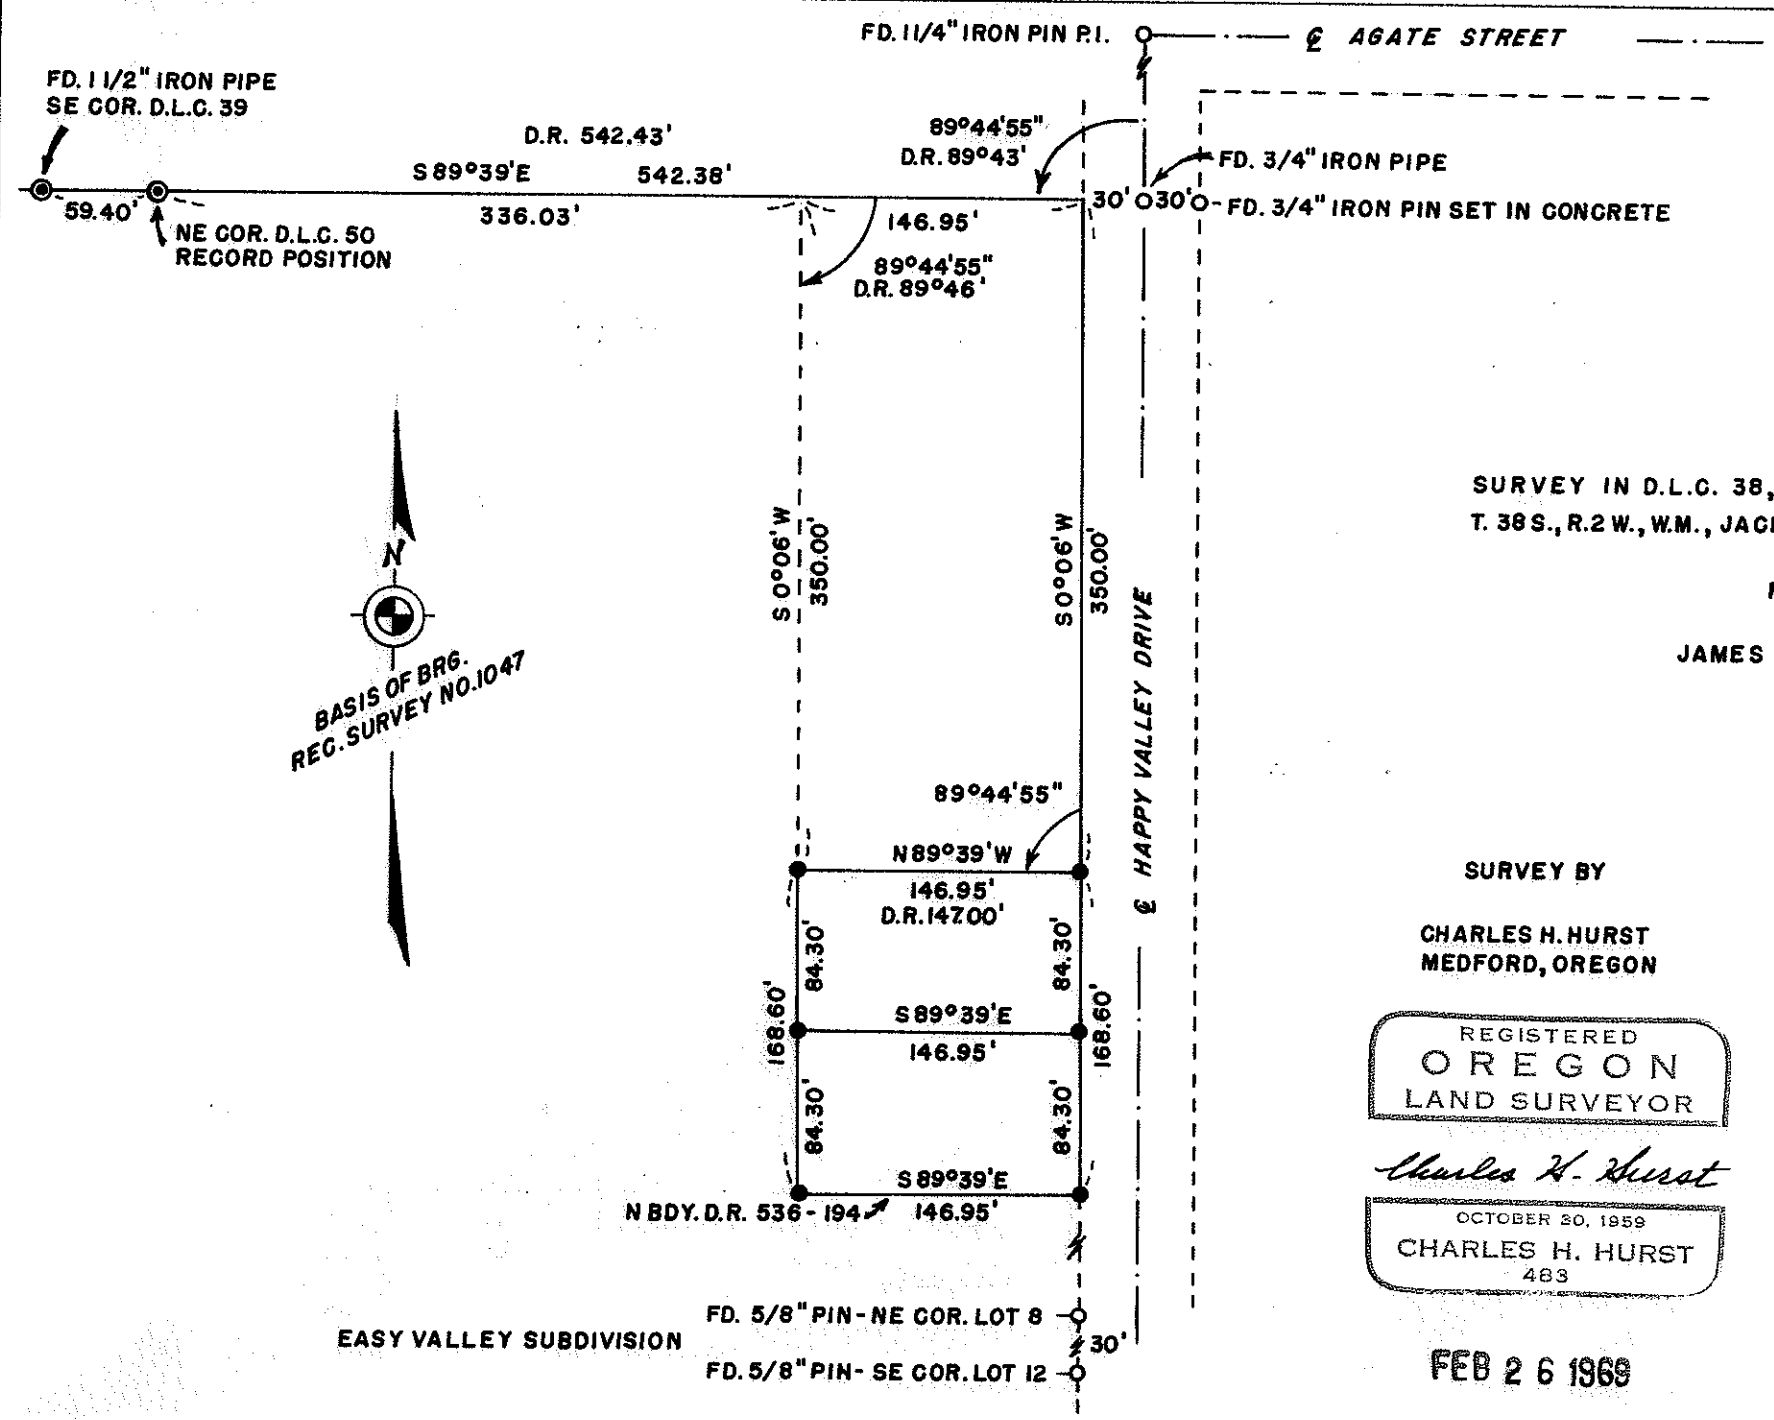 FD. 1 1/4" IRON PIN P.I.
℄ AGATE STREET
FD. 1 1/2" IRON PIPE
SE COR. D.L.C. 39
D.R. 542.43'
89°44'55"
D.R. 89°43'
FD. 3/4" IRON PIPE
S 89°39'E 542.38'
59.40'
336.03'
146.95'
30' 30'
FD. 3/4" IRON PIN SET IN CONCRETE
NE COR. D.L.C. 50
RECORD POSITION
89°44'55"
D.R. 89°46'
SURVEY IN D.L.C. 38,
T. 38 S., R.2 W., W.M., JAC
S 0°06' W
350.00'
S 0°06' W
350.00'
N
JAMES
BASIS OF BRG.
REC. SURVEY NO. 1047
℄ HAPPY VALLEY DRIVE
89°44'55"
N 89°39' W
146.95'
D.R. 147.00'
SURVEY BY
CHARLES H. HURST
MEDFORD, OREGON
84.30'
84.30'
168.60'
168.60'
S 89°39'E
146.95'
84.30'
84.30'
S 89°39'E
146.95'
N BDY. D.R. 536-194
REGISTERED
OREGON
LAND SURVEYOR
Charles H. Hurst
OCTOBER 30, 1959
CHARLES H. HURST
483
FD. 5/8" PIN-NE COR. LOT 8
30'
EASY VALLEY SUBDIVISION
FD. 5/8" PIN- SE COR. LOT 12
FEB 26 1969